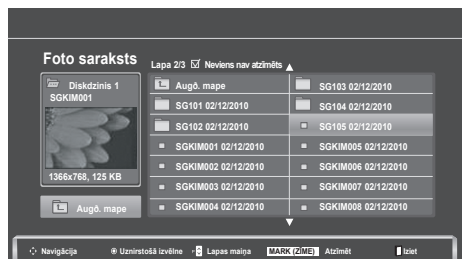 Foto saraksts
Lapa 2/3 ☑ Neviens nav atzīmēts
Diskdzinis 1
SGKIM001
1366x768, 125 KB
Augð. mape
Augð. mape
SG101 02/12/2010
SG102 02/12/2010
SGKIM001 02/12/2010
SGKIM002 02/12/2010
SGKIM003 02/12/2010
SGKIM004 02/12/2010
SG103 02/12/2010
SG104 02/12/2010
SG105 02/12/2010
SGKIM005 02/12/2010
SGKIM006 02/12/2010
SGKIM007 02/12/2010
SGKIM008 02/12/2010
Navigācija Uznirstošā izvēlne P Lapas maiņa MARK (ZĪME) Atzīmēt Iziet